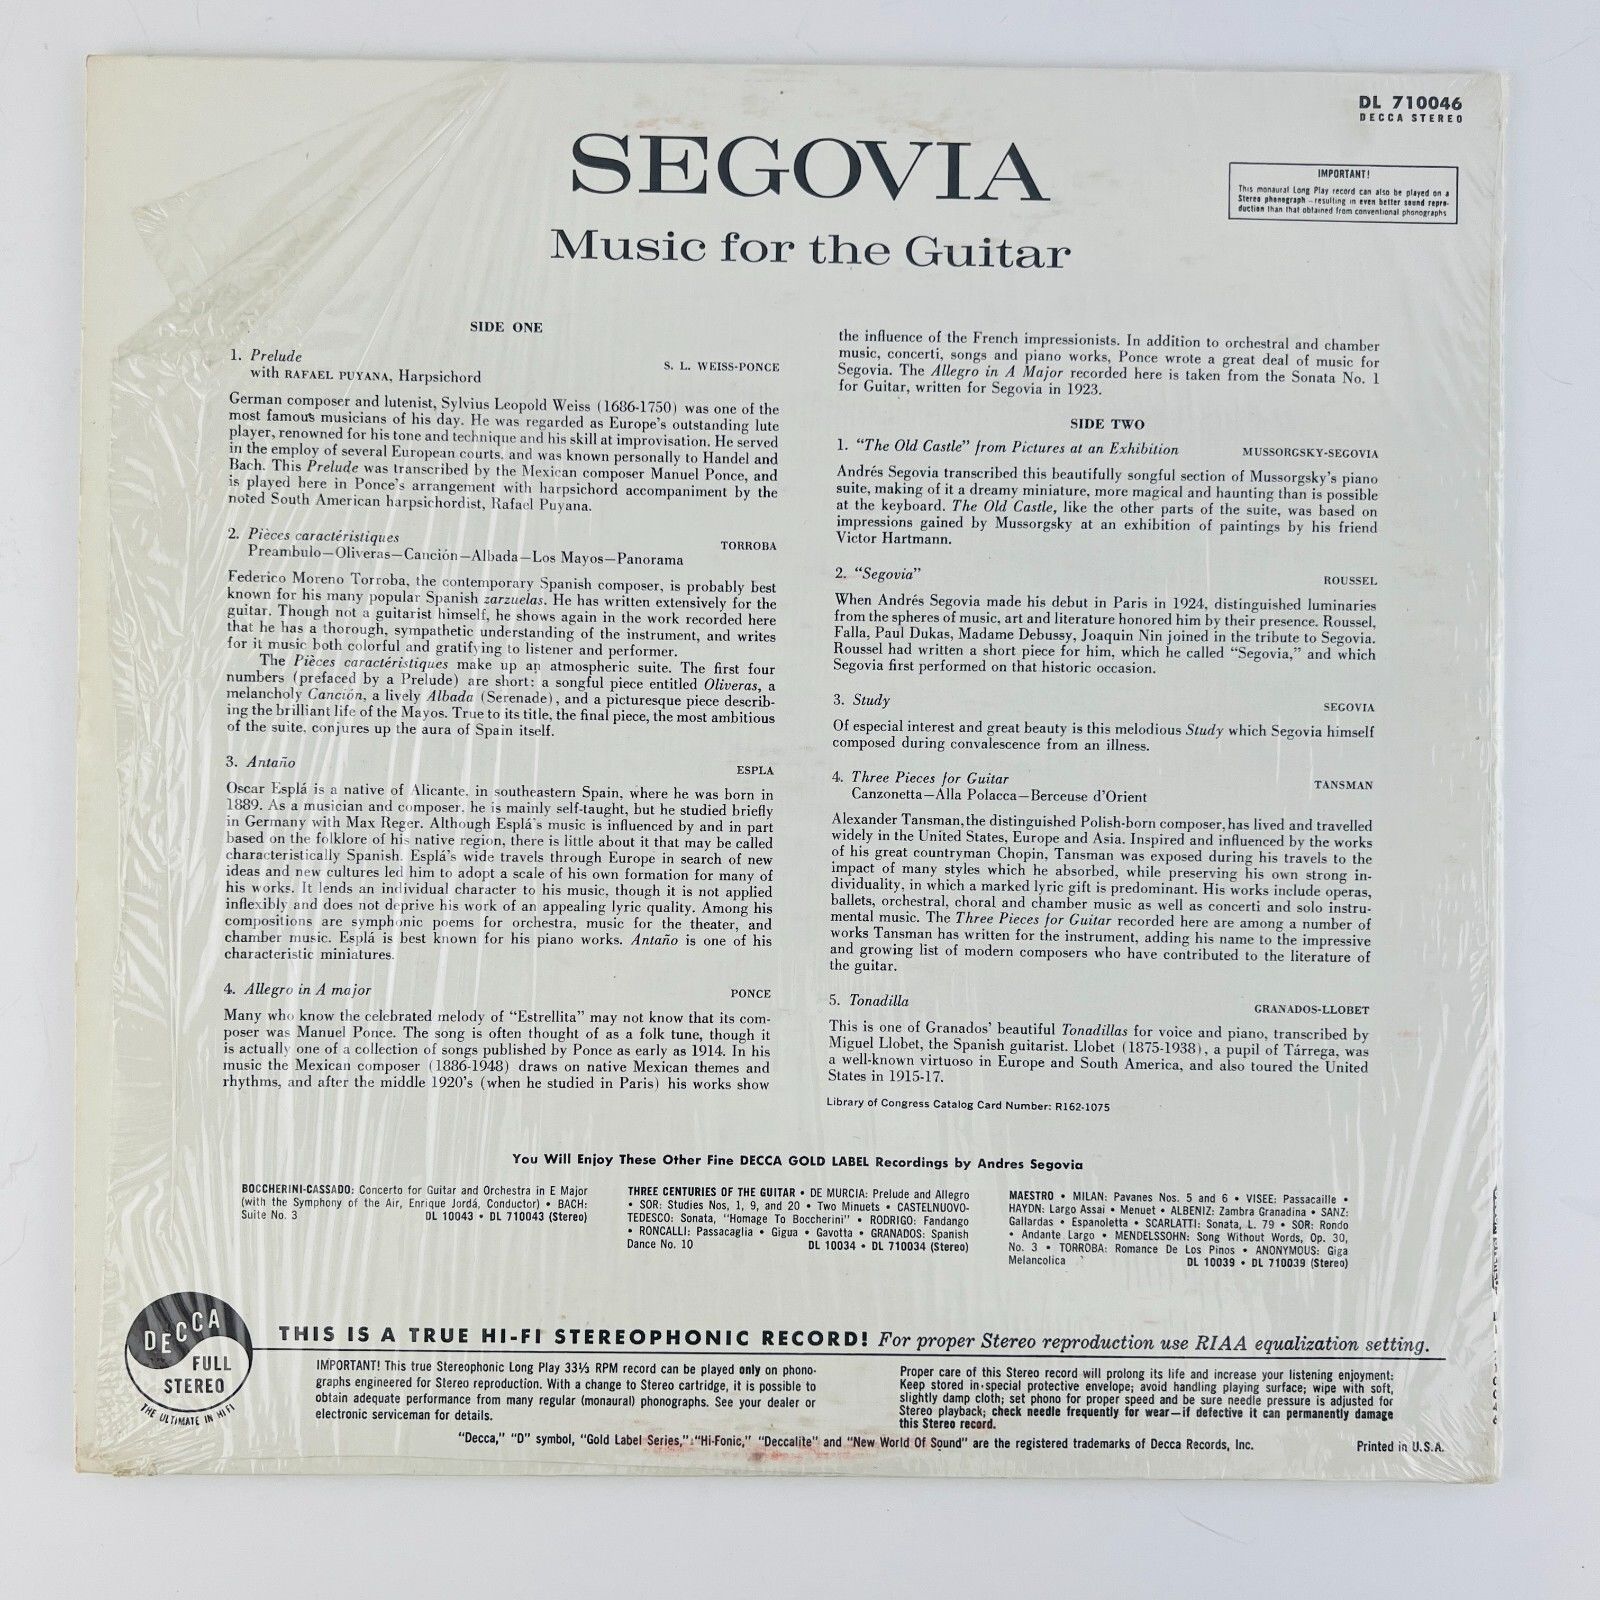 DL 710046
DECCA STEREO
SEGOVIA
Music for the Guitar
IMPORTANT!
This monaural Long Play record can also be played on a
Stereo phonograph—resulting in even better sound repro-
duction than that obtained from conventional phonographs
SIDE ONE
1. Prelude
S. L. WEISS-PONCE
with RAFAEL PUYANA, Harpsichord
German composer and lutenist, Sylvius Leopold Weiss (1686-1750) was one of the
most famous musicians of his day. He was regarded as Europe's outstanding lute
player, renowned for his tone and technique and his skill at improvisation. He served
in the employ of several European courts, and was known personally to Handel and
Bach. This Prelude was transcribed by the Mexican composer Manuel Ponce, and
is played here in Ponce's arrangement with harpsichord accompaniment by the
noted South American harpsichordist, Rafael Puyana.
2. Pièces caractéristiques
TORROBA
Preambulo—Oliveras—Canción—Albada—Los Mayos—Panorama
Federico Moreno Torroba, the contemporary Spanish composer, is probably best
known for his many popular Spanish zarzuelas. He has written extensively for the
guitar. Though not a guitarist himself, he shows again in the work recorded here
that he has a thorough, sympathetic understanding of the instrument, and writes
for it music both colorful and gratifying to listener and performer.
The Pièces caractéristiques make up an atmospheric suite. The first four
numbers (prefaced by a Prelude) are short: a songful piece entitled Oliveras, a
melancholy Canción, a lively Albada (Serenade), and a picturesque piece describ-
ing the brilliant life of the Mayos. True to its title, the final piece, the most ambitious
of the suite, conjures up the aura of Spain itself.
3. Antaño
ESPLA
Oscar Esplá is a native of Alicante, in southeastern Spain, where he was born in
1889. As a musician and composer, he is mainly self-taught, but he studied briefly
in Germany with Max Reger. Although Esplá's music is influenced by and in part
based on the folklore of his native region, there is little about it that may be called
characteristically Spanish. Esplá's wide travels through Europe in search of new
ideas and new cultures led him to adopt a scale of his own formation for many of
his works. It lends an individual character to his music, though it is not applied
inflexibly and does not deprive his work of an appealing lyric quality. Among his
compositions are symphonic poems for orchestra, music for the theater, and
chamber music. Esplá is best known for his piano works. Antaño is one of his
characteristic miniatures.
4. Allegro in A major
PONCE
Many who know the celebrated melody of "Estrellita" may not know that its com-
poser was Manuel Ponce. The song is often thought of as a folk tune, though it
is actually one of a collection of songs published by Ponce as early as 1914. In his
music the Mexican composer (1886-1948) draws on native Mexican themes and
rhythms, and after the middle 1920's (when he studied in Paris) his works show
the influence of the French impressionists. In addition to orchestral and chamber
music, concerti, songs and piano works, Ponce wrote a great deal of music for
Segovia. The Allegro in A Major recorded here is taken from the Sonata No. 1
for Guitar, written for Segovia in 1923.
SIDE TWO
1. "The Old Castle" from Pictures at an Exhibition
MUSSORGSKY-SEGOVIA
Andrés Segovia transcribed this beautifully songful section of Mussorgsky's piano
suite, making of it a dreamy miniature, more magical and haunting than is possible
at the keyboard. The Old Castle, like the other parts of the suite, was based on
impressions gained by Mussorgsky at an exhibition of paintings by his friend
Victor Hartmann.
2. "Segovia"
ROUSSEL
When Andrés Segovia made his debut in Paris in 1924, distinguished luminaries
from the spheres of music, art and literature honored him by their presence. Roussel,
Falla, Paul Dukas, Madame Debussy, Joaquin Nin joined in the tribute to Segovia.
Roussel had written a short piece for him, which he called "Segovia," and which
Segovia first performed on that historic occasion.
3. Study
SEGOVIA
Of especial interest and great beauty is this melodious Study which Segovia himself
composed during convalescence from an illness.
4. Three Pieces for Guitar
TANSMAN
Canzonetta—Alla Polacca—Berceuse d'Orient
Alexander Tansman, the distinguished Polish-born composer, has lived and travelled
widely in the United States, Europe and Asia. Inspired and influenced by the works
of his great countryman Chopin, Tansman was exposed during his travels to the
impact of many styles which he absorbed, while preserving his own strong in-
dividuality, in which a marked lyric gift is predominant. His works include operas,
ballets, orchestral, choral and chamber music as well as concerti and solo instru-
mental music. The Three Pieces for Guitar recorded here are among a number of
works Tansman has written for the instrument, adding his name to the impressive
and growing list of modern composers who have contributed to the literature of
the guitar.
5. Tonadilla
GRANADOS-LLOBET
This is one of Granados' beautiful Tonadillas for voice and piano, transcribed by
Miguel Llobet, the Spanish guitarist. Llobet (1875-1938), a pupil of Tárrega, was
a well-known virtuoso in Europe and South America, and also toured the United
States in 1915-17.
Library of Congress Catalog Card Number: R162-1075
You Will Enjoy These Other Fine DECCA GOLD LABEL Recordings by Andres Segovia
BOCCHERINI-CASSADO: Concerto for Guitar and Orchestra in E Major
(with the Symphony of the Air, Enrique Jordá, Conductor) • BACH:
Suite No. 3 DL 10043 • DL 710043 (Stereo)
THREE CENTURIES OF THE GUITAR • DE MURCIA: Prelude and Allegro
• SOR: Studies Nos, 1, 9, and 20 • Two Minuets • CASTELNUOVO-
TEDESCO: Sonata, "Homage To Boccherini" • RODRIGO: Fandango
• RONCALLI: Passacaglia • Gigua • Gavotta • GRANADOS: Spanish
Dance No. 10 DL 10034 • DL 710034 (Stereo)
MAESTRO • MILAN: Pavanes Nos. 5 and 6 • VISEE: Passacaille •
HAYDN: Largo Assai • Menuet • ALBENIZ: Zambra Granadina • SANZ:
Gallardas • Espanoletta • SCARLATTI: Sonata, L. 79 • SOR: Rondo
• Andante Largo • MENDELSSOHN: Song Without Words, Op. 30,
No. 3 • TORROBA: Romance De Los Pinos • ANONYMOUS: Giga
Melancolica DL 10039 • DL 710039 (Stereo)
DECCA
FULL
STEREO
THE ULTIMATE IN HIFI
THIS IS A TRUE HI-FI STEREOPHONIC RECORD! For proper Stereo reproduction use RIAA equalization setting.
IMPORTANT! This true Stereophonic Long Play 33⅓ RPM record can be played only on phono-
graphs engineered for Stereo reproduction. With a change to Stereo cartridge, it is possible to
obtain adequate performance from many regular (monaural) phonographs. See your dealer or
electronic serviceman for details.
Proper care of this Stereo record will prolong its life and increase your listening enjoyment:
Keep stored in special protective envelope; avoid handling playing surface; wipe with soft,
slightly damp cloth; set phono for proper speed and be sure needle pressure is adjusted for
Stereo playback; check needle frequently for wear—if defective it can permanently damage
this Stereo record.
"Decca," "D" symbol, "Gold Label Series," "Hi-Fonic," "Deccalite" and "New World Of Sound" are the registered trademarks of Decca Records, Inc.
Printed in U.S.A.